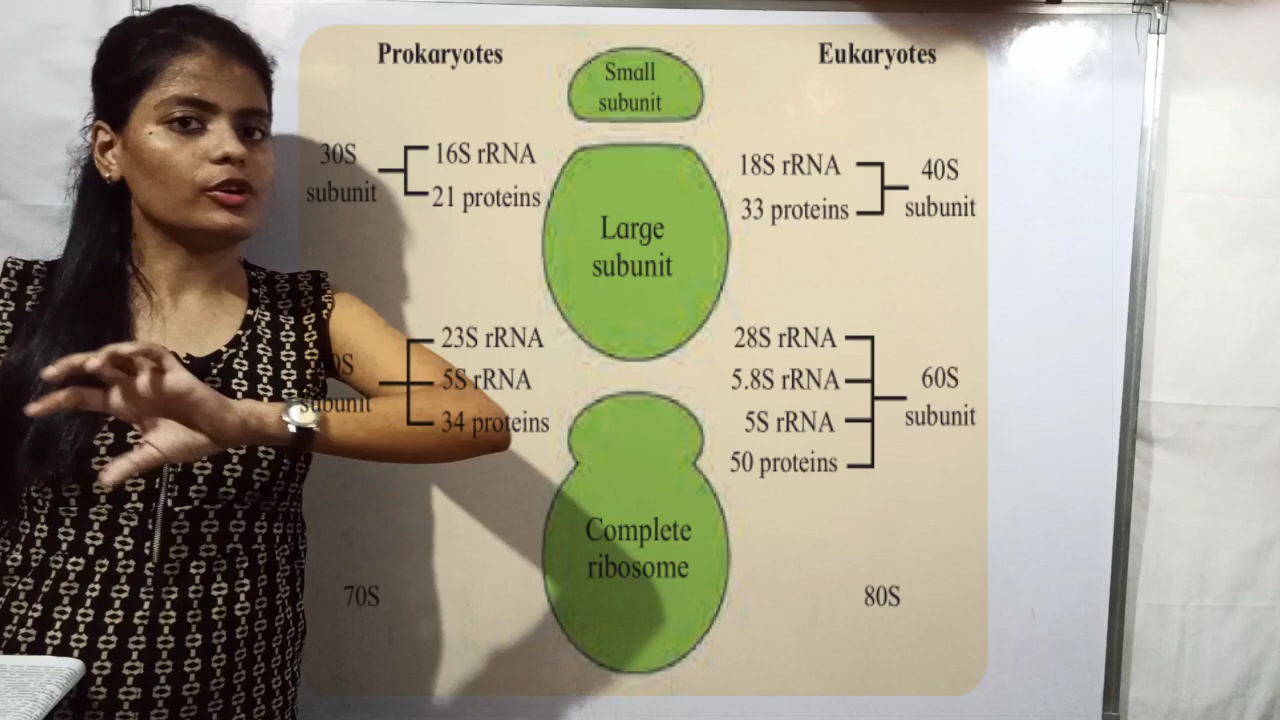 Prokaryotes
Eukaryotes
Small
subunit
30S
subunit
16S rRNA
21 proteins
Large
subunit
18S rRNA
33 proteins
40S
subunit
0S
subunit
23S rRNA
5S rRNA
34 proteins
28S rRNA
5.8S rRNA
5S rRNA
50 proteins
60S
subunit
Complete
ribosome
70S
80S